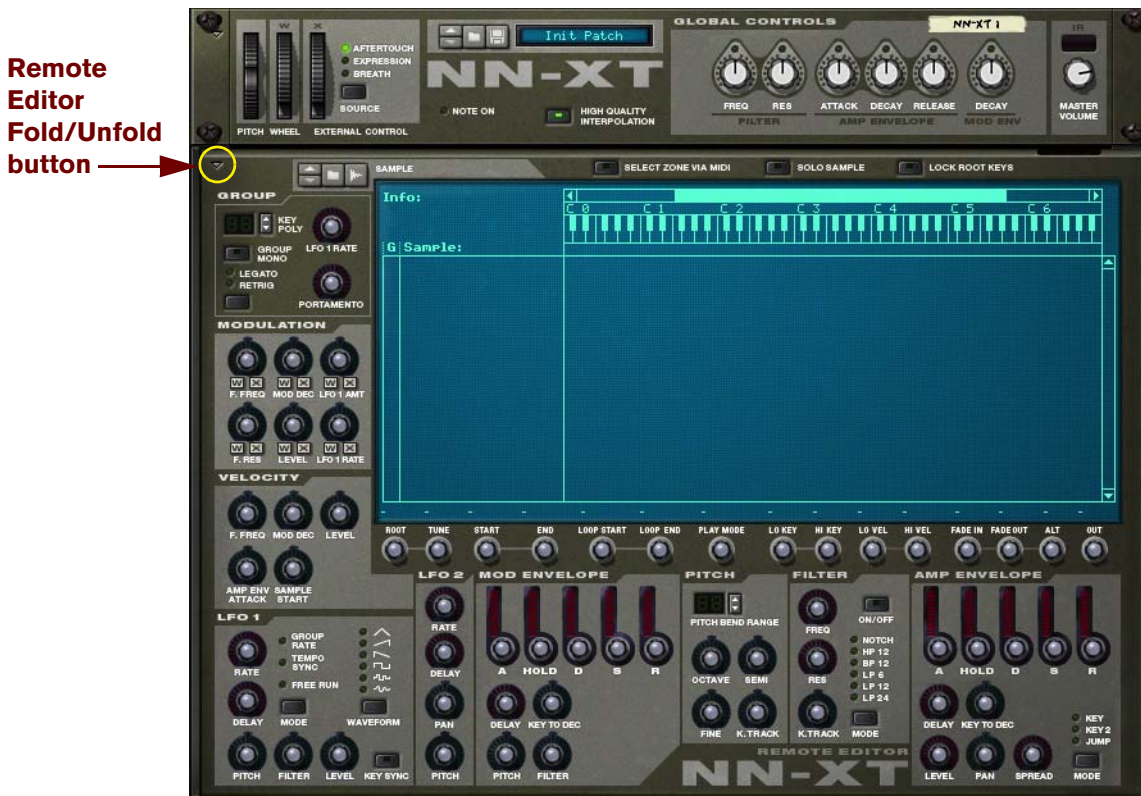 Remote
Editor
Fold/Unfold
button
W X
AFTERTOUCH
EXPRESSION
BREATH
SOURCE
PITCH WHEEL EXTERNAL CONTROL
Init Patch
NN-XT
NOTE ON
HIGH QUALITY
INTERPOLATION
GLOBAL CONTROLS
NN-XT 1
FREQ RES ATTACK DECAY RELEASE DECAY
FILTER AMP ENVELOPE MOD ENV
MASTER
VOLUME
SAMPLE
SELECT ZONE VIA MIDI
SOLO SAMPLE
LOCK ROOT KEYS
Info:
C 0 C 1 C 2 C 3 C 4 C 5 C 6
G Sample:
GROUP
KEY
POLY
GROUP
MONO
LFO 1 RATE
LEGATO
RETRIG
PORTAMENTO
MODULATION
W X W X W X
F. FREQ MOD DEC LFO 1 AMT
W X W X W X
F. RES LEVEL LFO 1 RATE
VELOCITY
F. FREQ MOD DEC LEVEL
AMP ENV
ATTACK
SAMPLE
START
- - - - - - - - - - - - - - -
ROOT TUNE START END LOOP START LOOP END PLAY MODE LO KEY HI KEY LO VEL HI VEL FADE IN FADE OUT ALT OUT
LFO 1
RATE
GROUP
RATE
TEMPO
SYNC
FREE RUN
DELAY MODE WAVEFORM
PITCH FILTER LEVEL KEY SYNC
LFO 2
RATE
DELAY
PAN
PITCH
MOD ENVELOPE
A HOLD D S R
DELAY KEY TO DEC
PITCH FILTER
PITCH
PITCH BEND RANGE
OCTAVE SEMI
FINE K.TRACK
FILTER
FREQ
ON/OFF
RES
NOTCH
HP 12
BP 12
LP 6
LP 12
LP 24
K.TRACK MODE
AMP ENVELOPE
A HOLD D S R
DELAY KEY TO DEC
KEY
KEY 2
JUMP
LEVEL PAN SPREAD MODE
REMOTE EDITOR
NN-XT